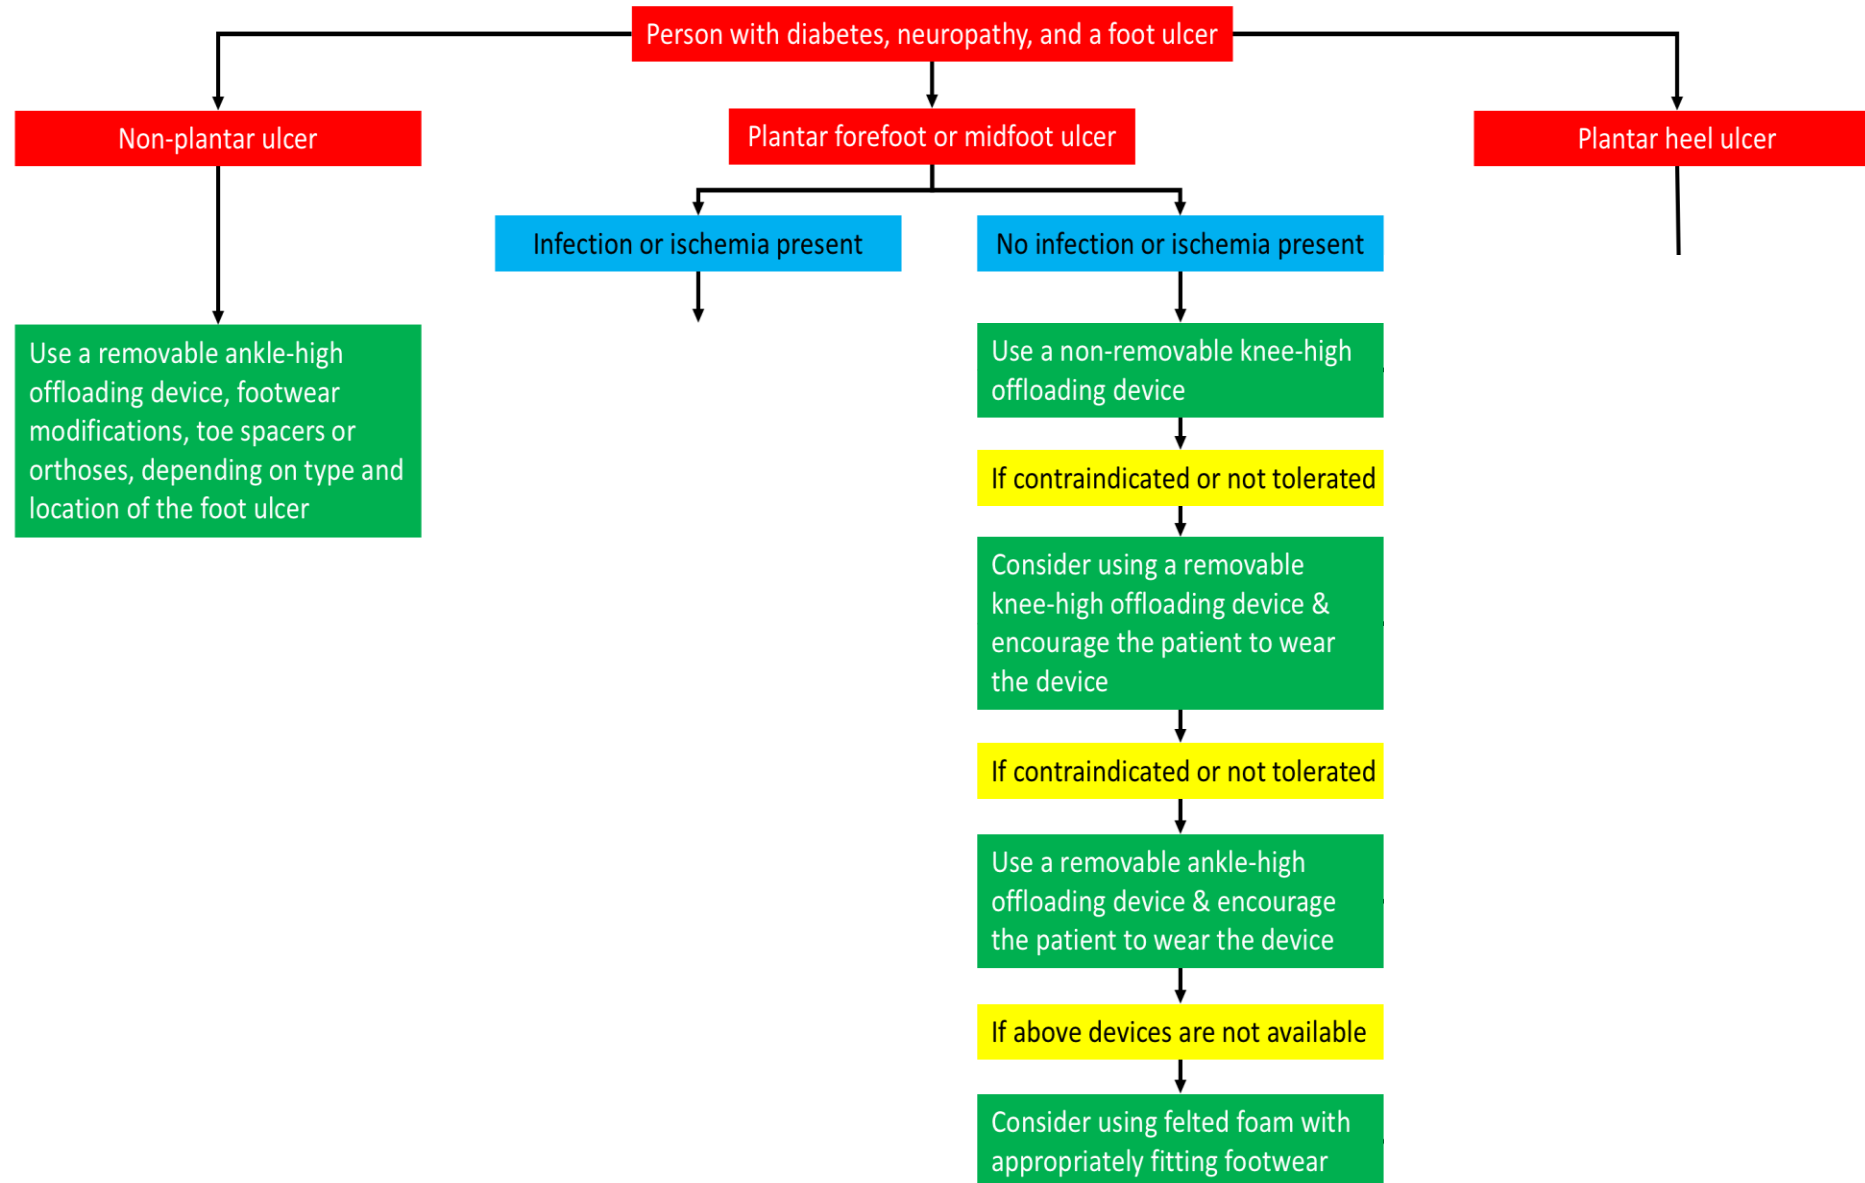 Person with diabetes, neuropathy, and a foot ulcer
Non-plantar ulcer
Plantar forefoot or midfoot ulcer
Plantar heel ulcer
Infection or ischemia present
No infection or ischemia present
Use a removable ankle-high
offloading device, footwear
modifications, toe spacers or
orthoses, depending on type and
location of the foot ulcer
Use a non-removable knee-high
offloading device
If contraindicated or not tolerated
Consider using a removable
knee-high offloading device &
encourage the patient to wear
the device
If contraindicated or not tolerated
Use a removable ankle-high
offloading device & encourage
the patient to wear the device
If above devices are not available
Consider using felted foam with
appropriately fitting footwear